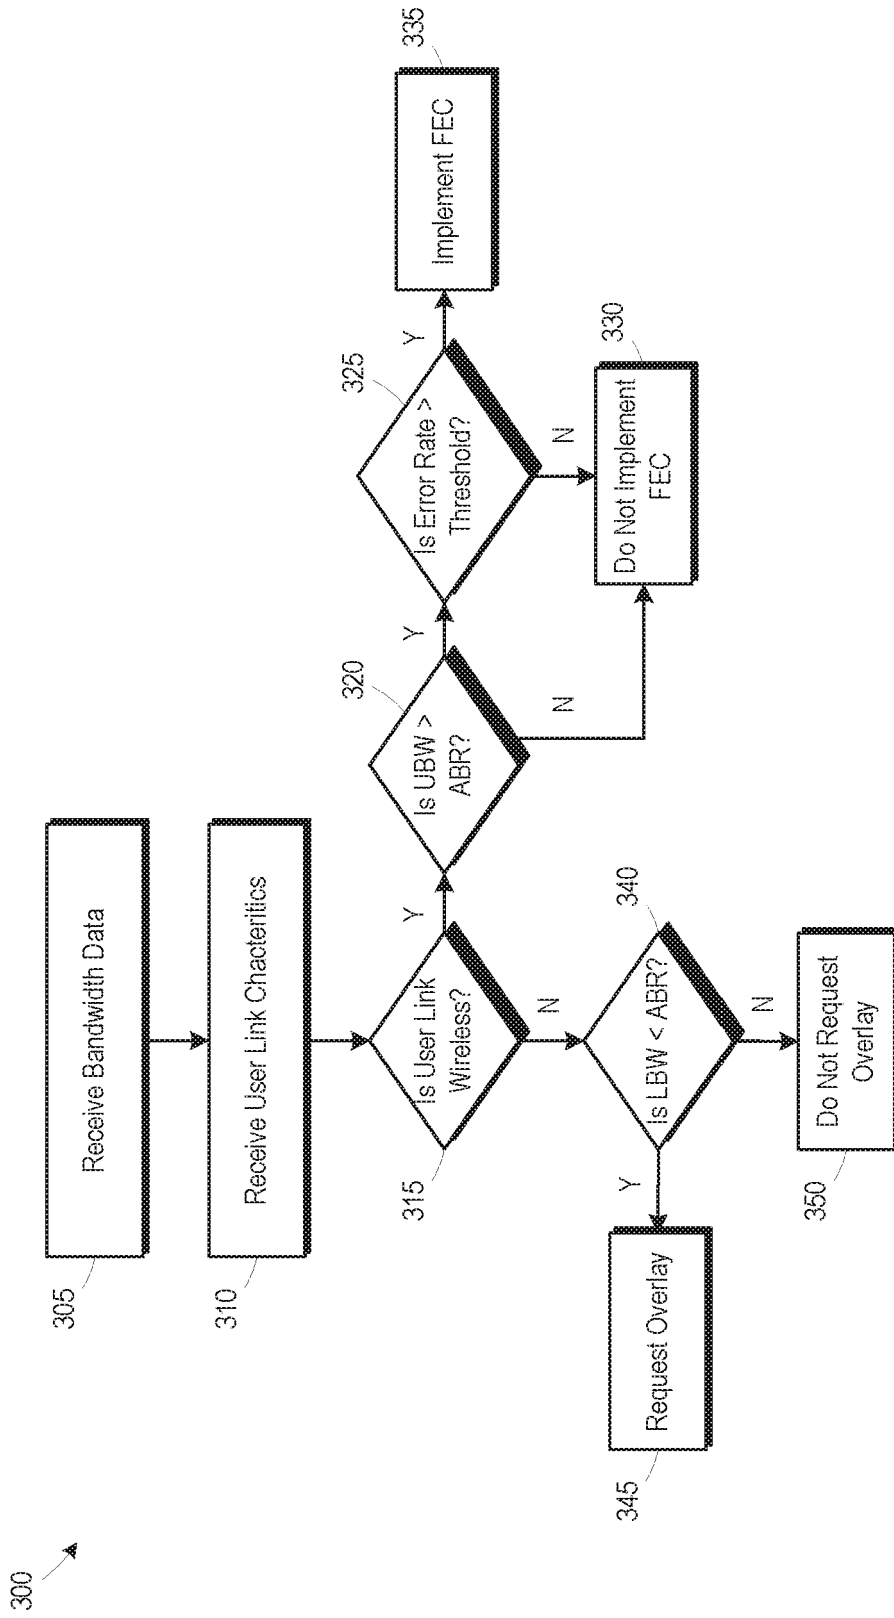 300
305
Receive Bandwidth Data
310
Receive User Link Chacteritics
315
Is User Link
Wireless?
Y
N
320
Is UBW >
ABR?
Y
N
325
Is Error Rate >
Threshold?
Y
N
335
Implement FEC
330
Do Not Implement
FEC
340
Is LBW < ABR?
Y
N
345
Request Overlay
350
Do Not Request
Overlay